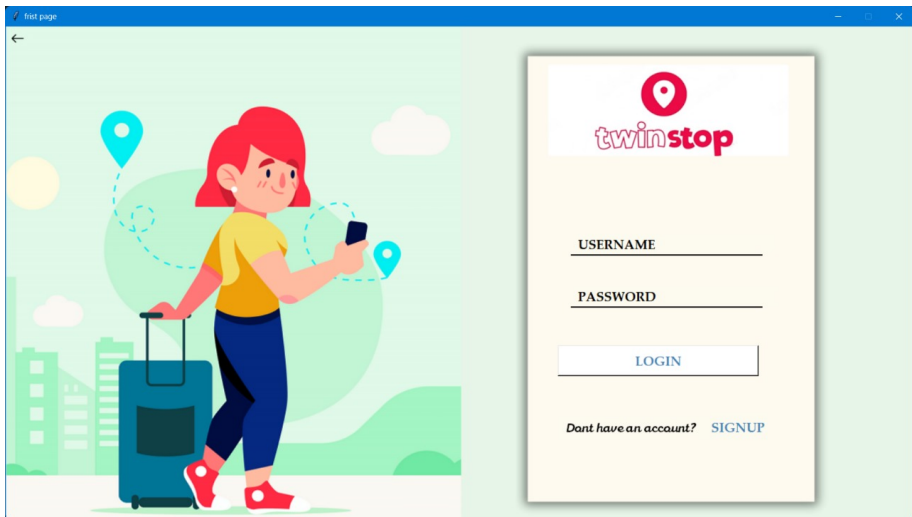 frist page
twinstop
USERNAME
PASSWORD
LOGIN
Dont have an account? SIGNUP